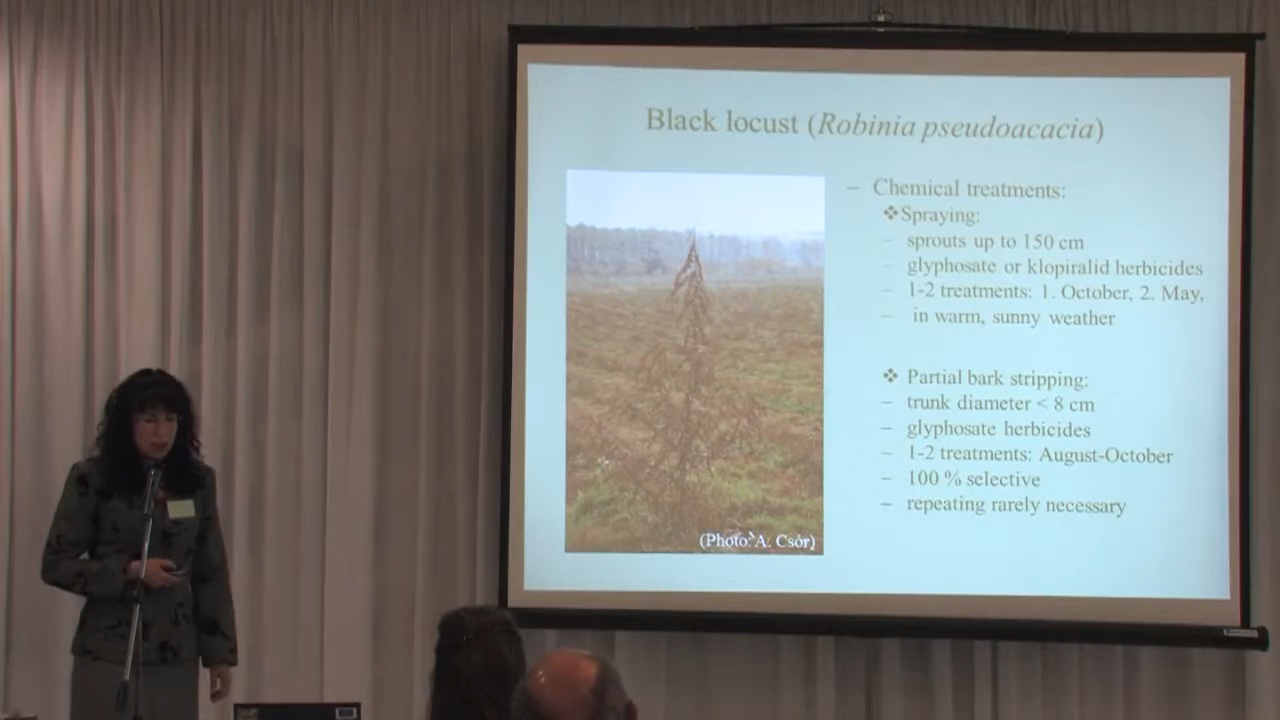 Black locust (Robinia pseudoacacia)
– Chemical treatments:
❖Spraying:
– sprouts up to 150 cm
– glyphosate or klopiralid herbicides
– 1-2 treatments: 1. October, 2. May,
– in warm, sunny weather
❖ Partial bark stripping:
– trunk diameter < 8 cm
– glyphosate herbicides
– 1-2 treatments: August-October
– 100 % selective
– repeating rarely necessary
(Photo: A. Csór)